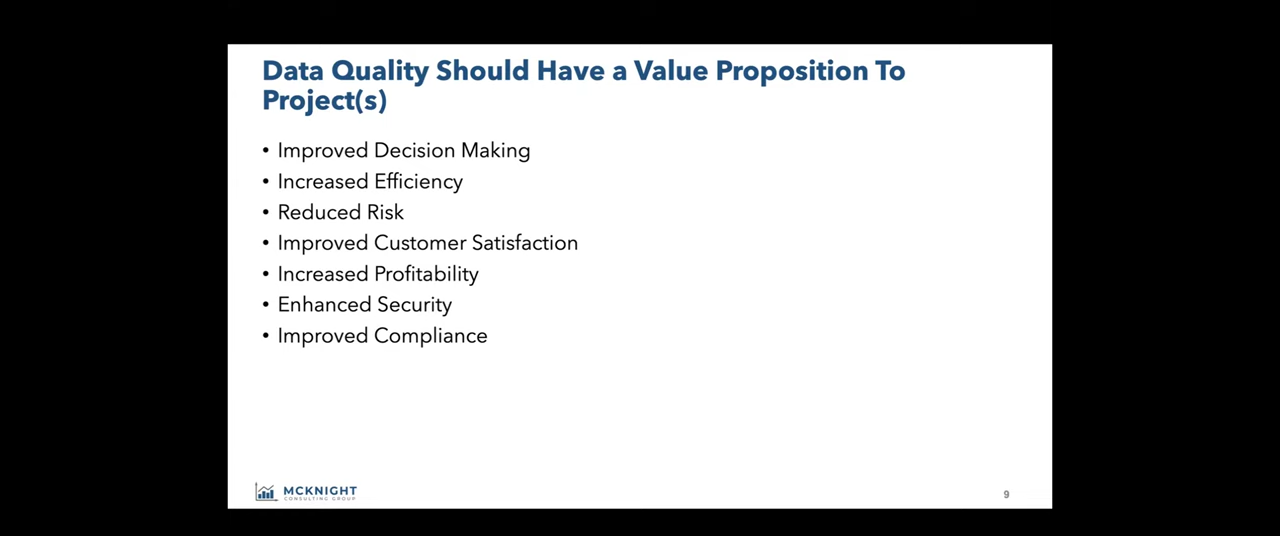 Data Quality Should Have a Value Proposition To
Project(s)
• Improved Decision Making
• Increased Efficiency
• Reduced Risk
• Improved Customer Satisfaction
• Increased Profitability
• Enhanced Security
• Improved Compliance
MCKNIGHT
CONSULTING GROUP
9